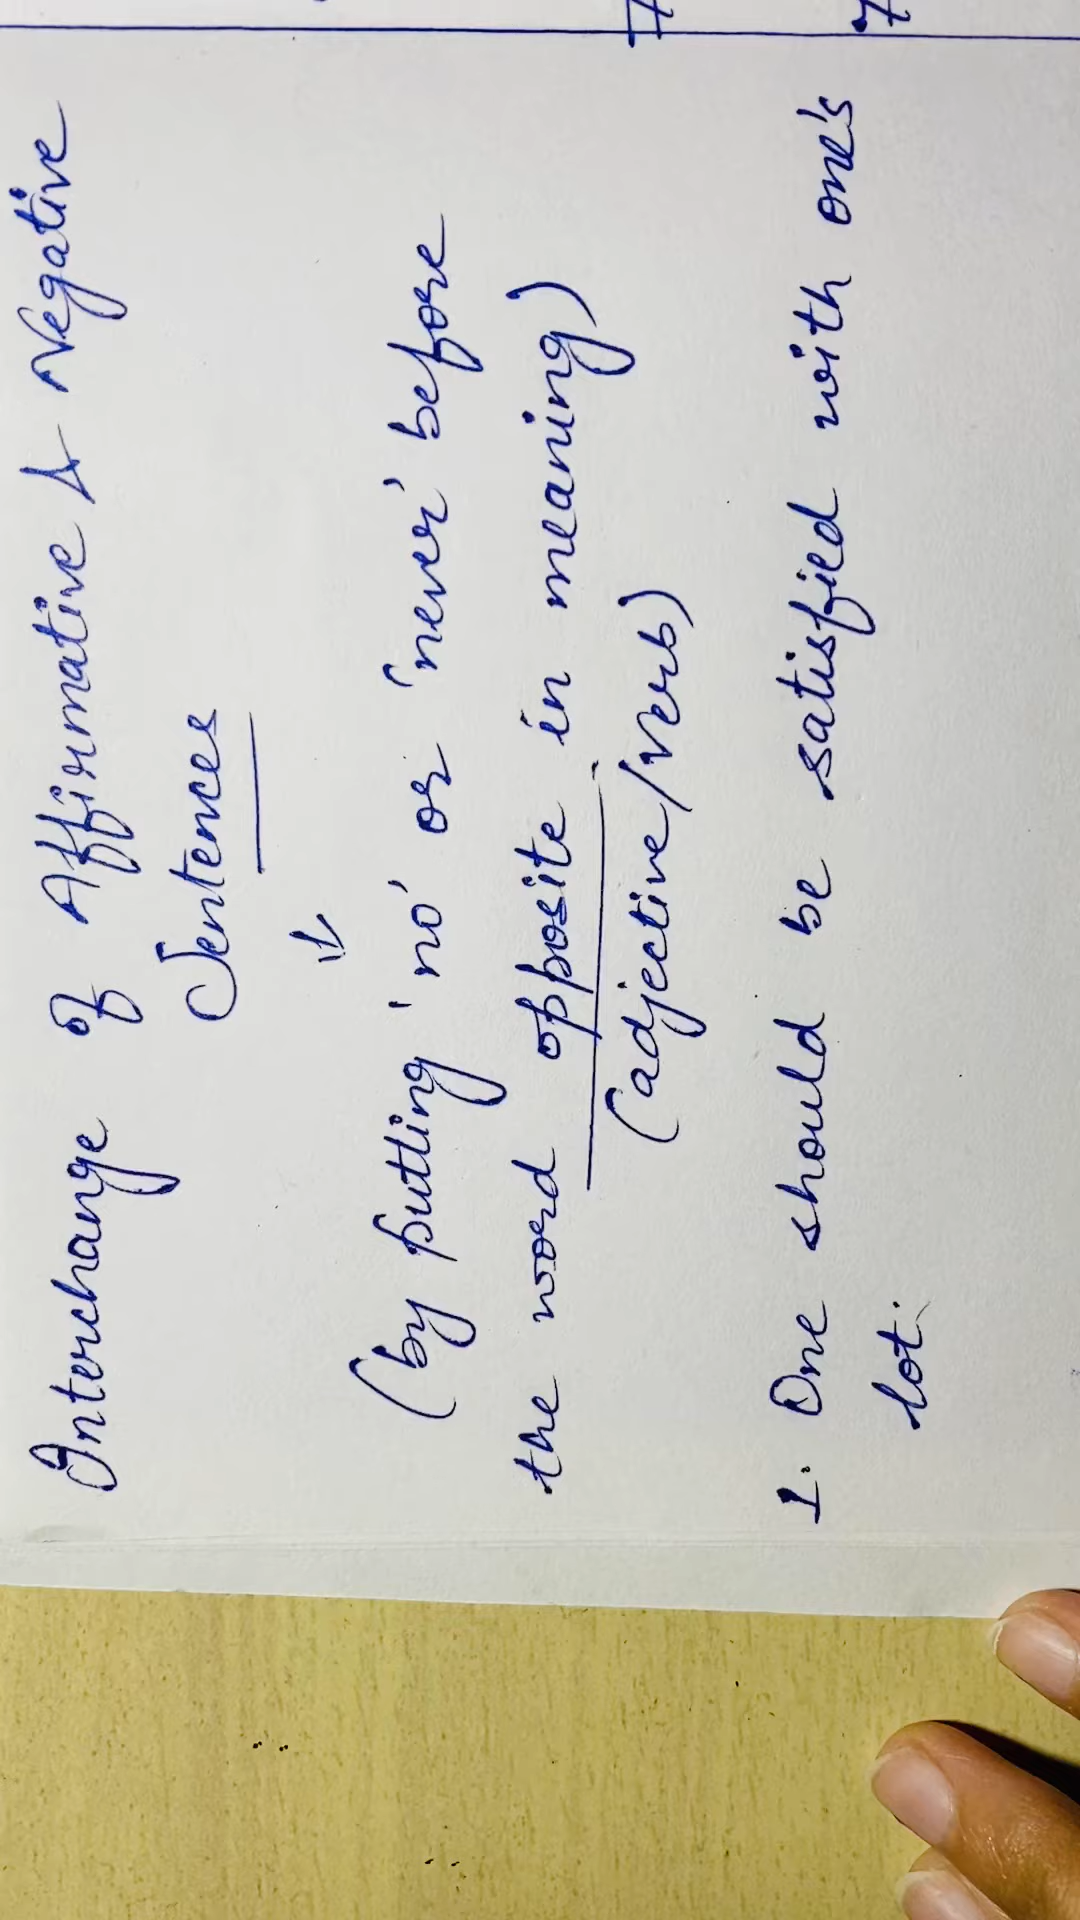 Interchange of Affirmative & Negative
Sentences
(by putting 'no' or 'never' before
the word opposite in meaning)
(adjective/verb)
1. One should be satisfied with one's
lot.